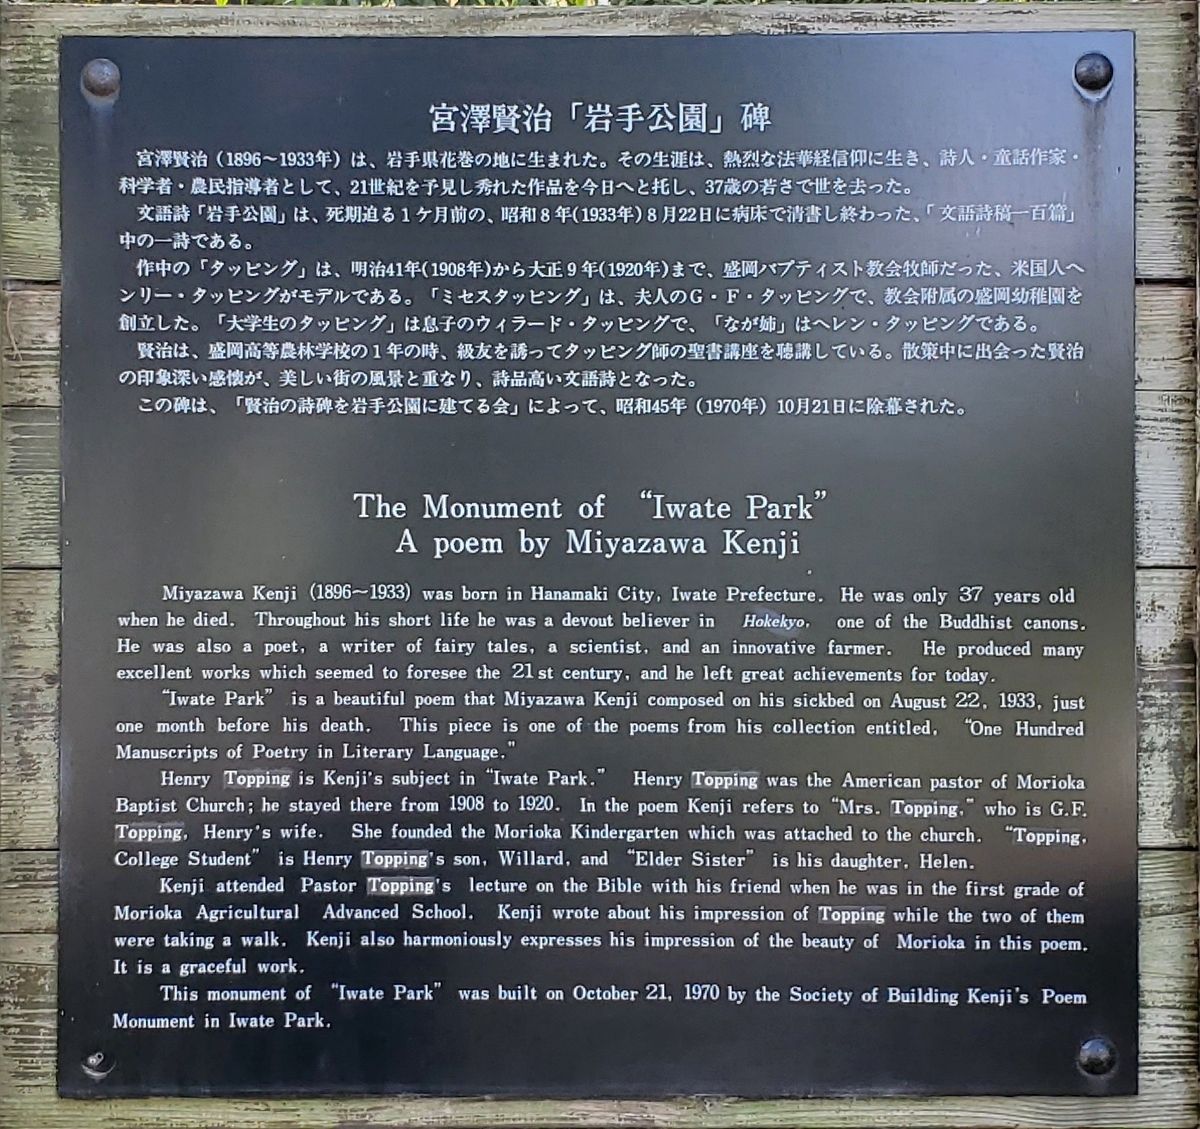 宮澤賢治「岩手公園」碑
宮澤賢治（1896～1933年）は、岩手県花巻の地に生まれた。その生涯は、熱烈な法華経信仰に生き、詩人・童話作家・
科学者・農民指導者として、21世紀を予見し秀れた作品を今日へと托し、37歳の若さで世を去った。
文語詩「岩手公園」は、死期迫る１ケ月前の、昭和８年(1933年)８月22日に病床で清書し終わった、「文語詩稿一百篇」
中の一詩である。
作中の「タッピング」は、明治41年(1908年)から大正９年(1920年)まで、盛岡バプティスト教会牧師だった、米国人ヘ
ンリー・タッピングがモデルである。「ミセスタッピング」は、夫人のＧ・Ｆ・タッピングで、教会附属の盛岡幼稚園を
創立した。「大学生のタッピング」は息子のウィラード・タッピングで、「なが姉」はヘレン・タッピングである。
賢治は、盛岡高等農林学校の１年の時、級友を誘ってタッピング師の聖書講座を聴講している。散策中に出会った賢治
の印象深い感懐が、美しい街の風景と重なり、詩品高い文語詩となった。
この碑は、「賢治の詩碑を岩手公園に建てる会」によって、昭和45年（1970年）10月21日に除幕された。
The Monument of “Iwate Park”
A poem by Miyazawa Kenji
Miyazawa Kenji (1896～1933) was born in Hanamaki City, Iwate Prefecture. He was only 37 years old
when he died. Throughout his short life he was a devout believer in Hokekyo, one of the Buddhist canons.
He was also a poet, a writer of fairy tales, a scientist, and an innovative farmer. He produced many
excellent works which seemed to foresee the 21st century, and he left great achievements for today.
“Iwate Park” is a beautiful poem that Miyazawa Kenji composed on his sickbed on August 22, 1933, just
one month before his death. This piece is one of the poems from his collection entitled, “One Hundred
Manuscripts of Poetry in Literary Language.”
Henry Topping is Kenji's subject in “Iwate Park.” Henry Topping was the American pastor of Morioka
Baptist Church; he stayed there from 1908 to 1920. In the poem Kenji refers to “Mrs. Topping,” who is G.F.
Topping, Henry's wife. She founded the Morioka Kindergarten which was attached to the church. “Topping,
College Student” is Henry Topping's son, Willard, and “Elder Sister” is his daughter, Helen.
Kenji attended Pastor Topping's lecture on the Bible with his friend when he was in the first grade of
Morioka Agricultural Advanced School. Kenji wrote about his impression of Topping while the two of them
were taking a walk. Kenji also harmoniously expresses his impression of the beauty of Morioka in this poem.
It is a graceful work.
This monument of “Iwate Park” was built on October 21, 1970 by the Society of Building Kenji's Poem
Monument in Iwate Park.